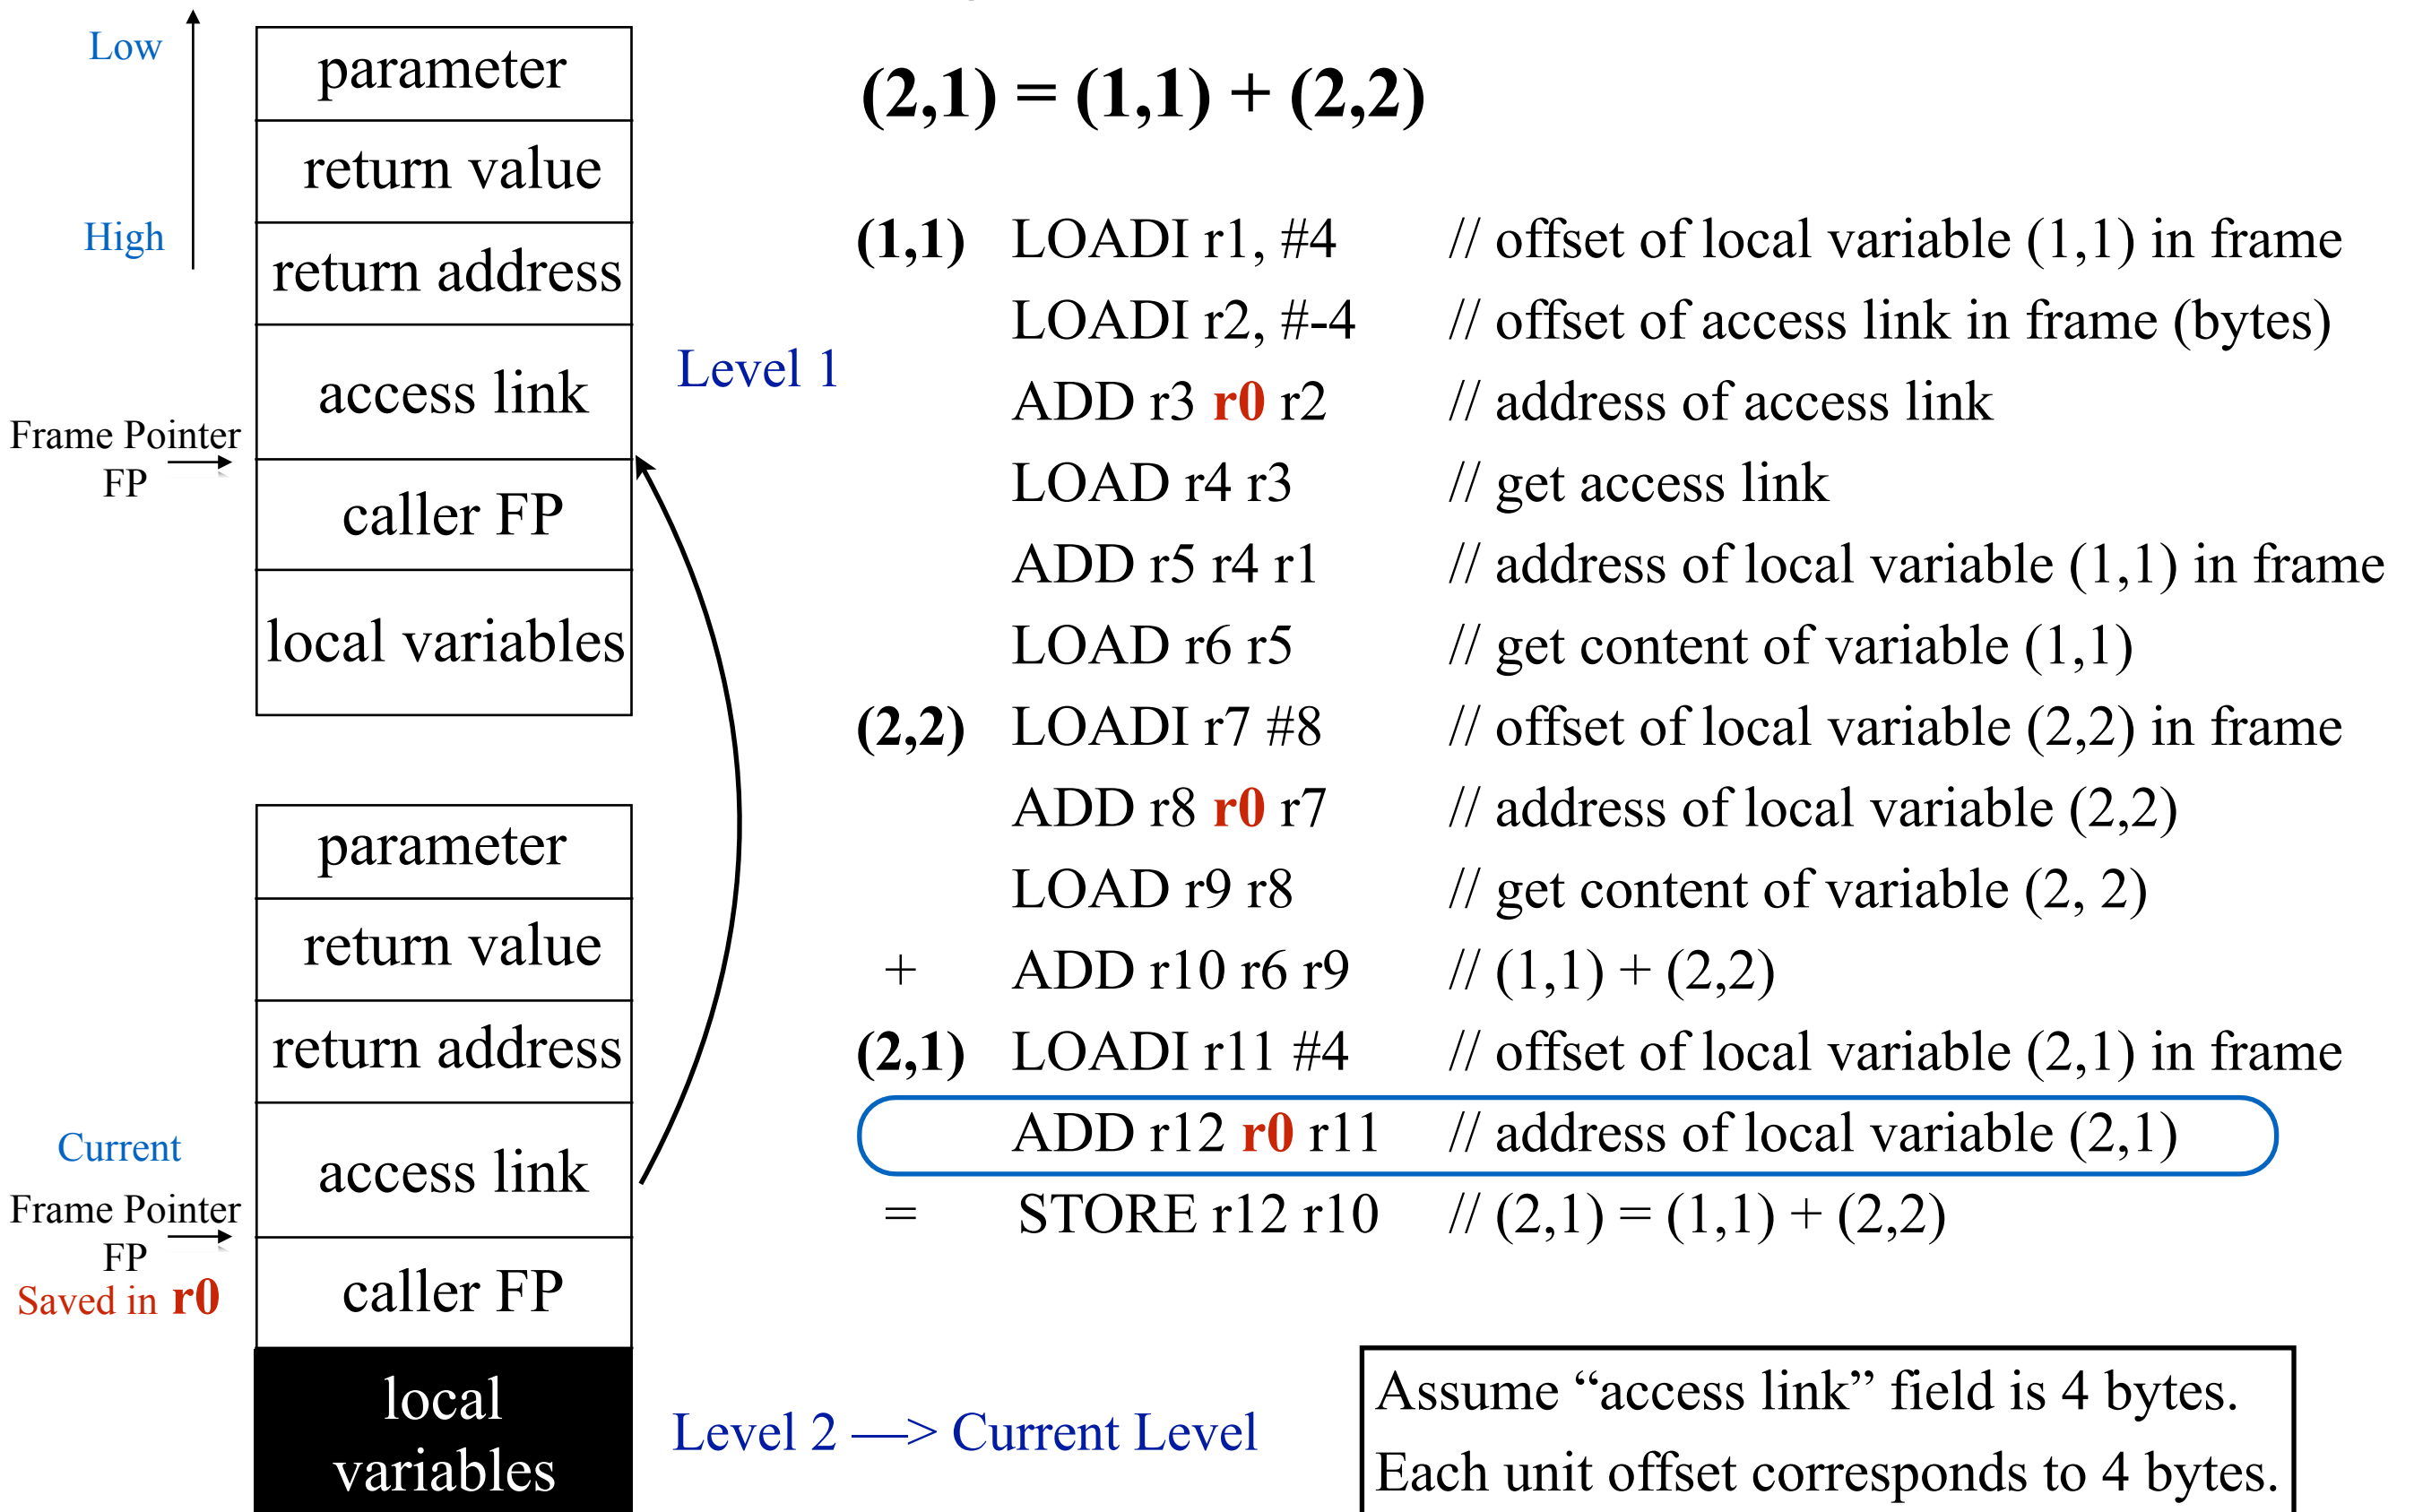 Low
High
parameter
return value
return address
access link
caller FP
local variables
Frame Pointer
FP
Level 1
parameter
return value
return address
access link
caller FP
local
variables
Current
Frame Pointer
FP
Saved in r0
Level 2 —> Current Level
(2,1) = (1,1) + (2,2)
(1,1) LOADI r1, #4 // offset of local variable (1,1) in frame
LOADI r2, #-4 // offset of access link in frame (bytes)
ADD r3 r0 r2 // address of access link
LOAD r4 r3 // get access link
ADD r5 r4 r1 // address of local variable (1,1) in frame
LOAD r6 r5 // get content of variable (1,1)
(2,2) LOADI r7 #8 // offset of local variable (2,2) in frame
ADD r8 r0 r7 // address of local variable (2,2)
LOAD r9 r8 // get content of variable (2, 2)
+ ADD r10 r6 r9 // (1,1) + (2,2)
(2,1) LOADI r11 #4 // offset of local variable (2,1) in frame
ADD r12 r0 r11 // address of local variable (2,1)
= STORE r12 r10 // (2,1) = (1,1) + (2,2)
Assume “access link” field is 4 bytes.
Each unit offset corresponds to 4 bytes.